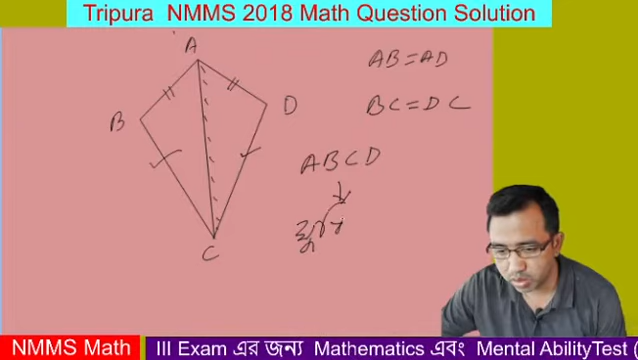 Tripura NMMS 2018 Math Question Solution
A
AB=AD
B
D
BC=DC
ABCD
C
NMMS Math
III Exam এর জন্য Mathematics এবং Mental AbilityTest (